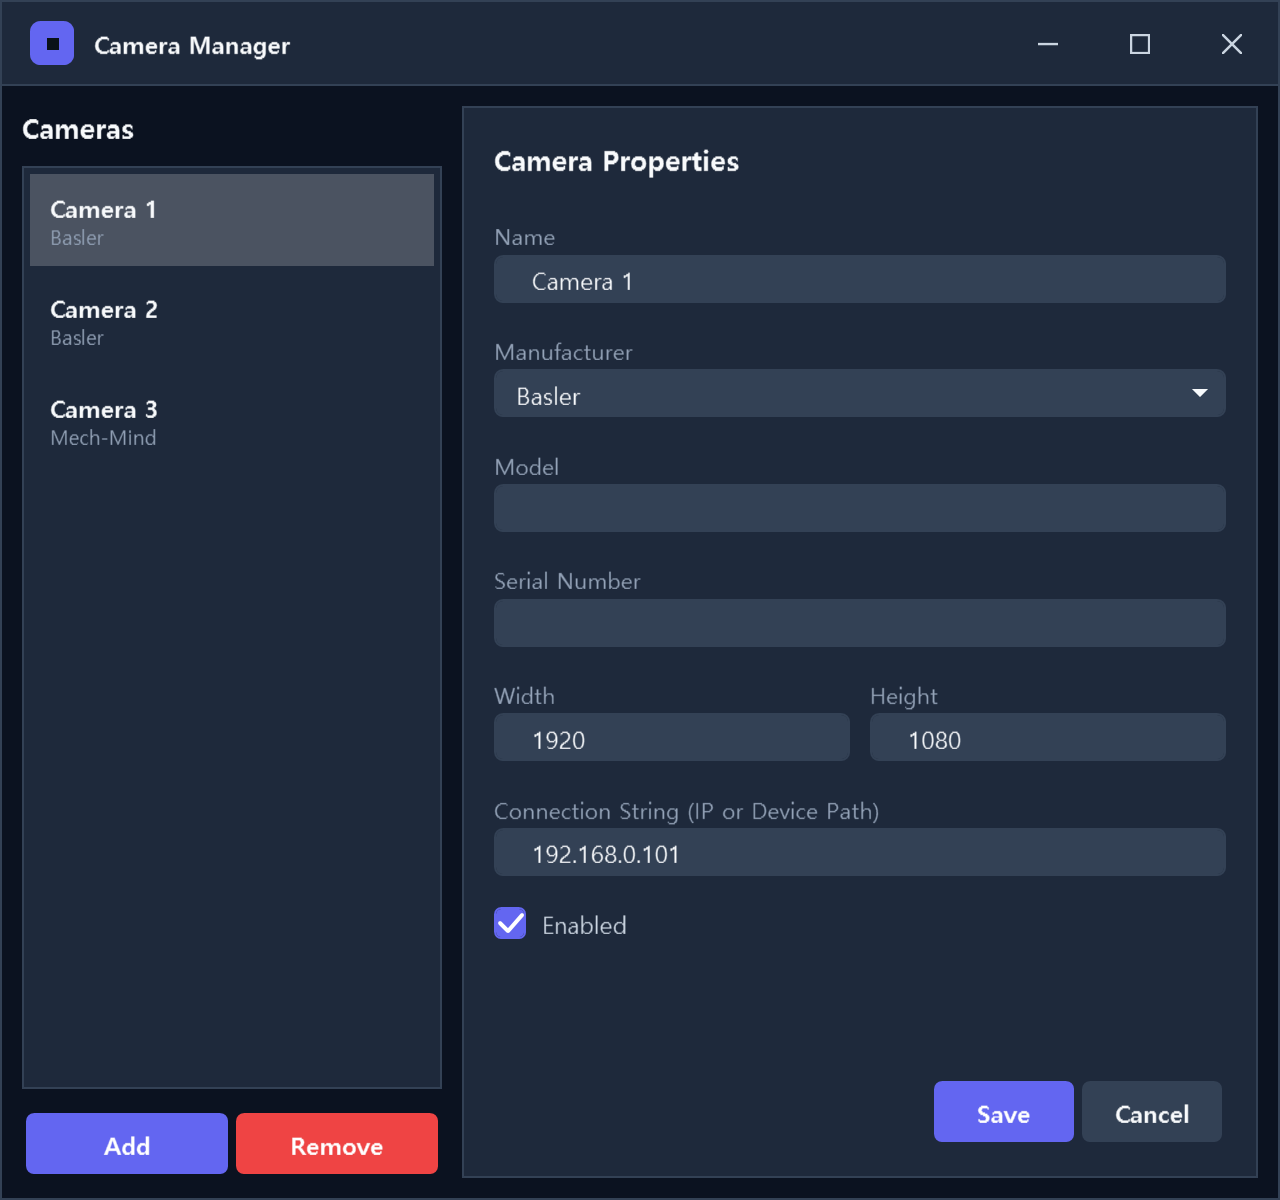 Camera Manager
Cameras
Camera 1
Basler
Camera 2
Basler
Camera 3
Mech-Mind
Add
Remove
Camera Properties
Name
Camera 1
Manufacturer
Basler
Model
Serial Number
Width
Height
1920
1080
Connection String (IP or Device Path)
192.168.0.101
Enabled
Save
Cancel